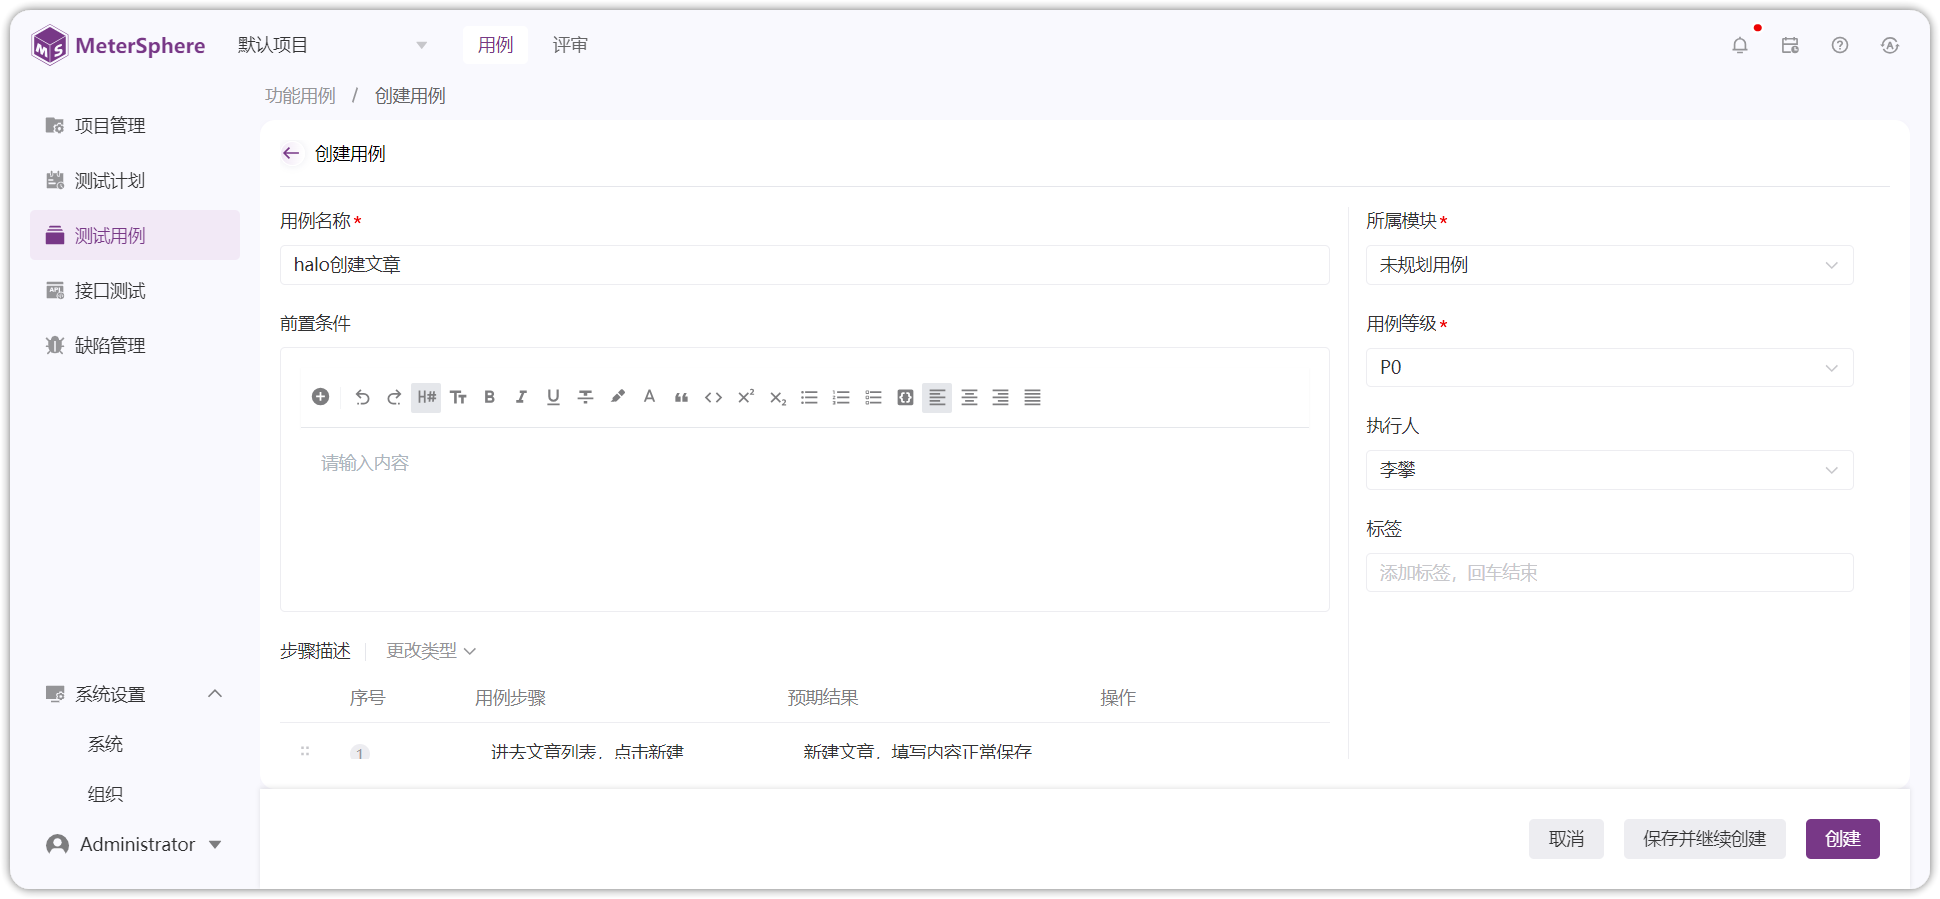 MeterSphere
默认项目
用例
评审
功能用例 / 创建用例
项目管理
测试计划
测试用例
接口测试
缺陷管理
系统设置
系统
组织
Administrator
创建用例
用例名称*
halo创建文章
前置条件
H# Tт B I U T A “ <> X² X₂
请输入内容
步骤描述
更改类型
序号 用例步骤 预期结果 操作
1 进去文章列表，点击新建 新建文章，填写内容正常保存
所属模块*
未规划用例
用例等级*
P0
执行人
李攀
标签
添加标签，回车结束
取消
保存并继续创建
创建